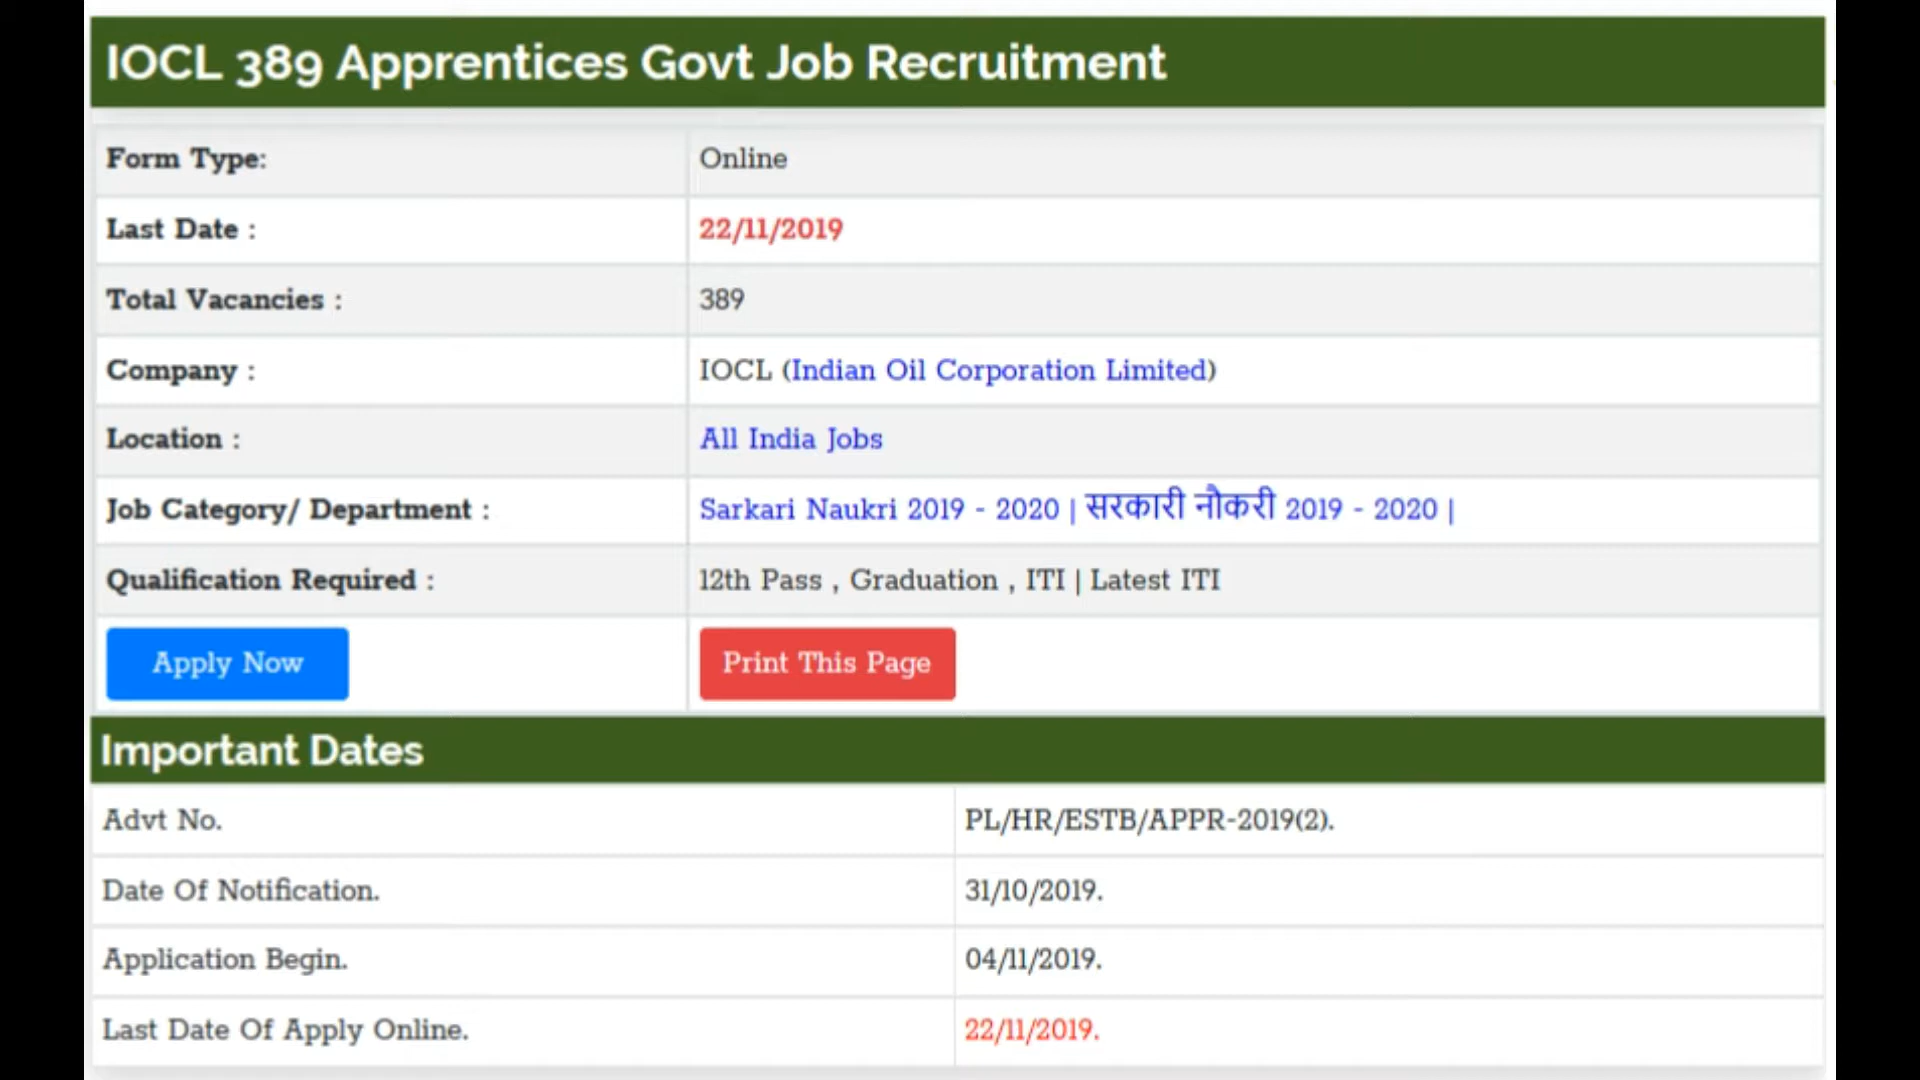 IOCL 389 Apprentices Govt Job Recruitment
Form Type: Online
Last Date : 22/11/2019
Total Vacancies : 389
Company : IOCL (Indian Oil Corporation Limited)
Location : All India Jobs
Job Category/ Department : Sarkari Naukri 2019 - 2020 | सरकारी नौकरी 2019 - 2020 |
Qualification Required : 12th Pass , Graduation , ITI | Latest ITI
Apply Now Print This Page
Important Dates
Advt No. PL/HR/ESTB/APPR-2019(2).
Date Of Notification. 31/10/2019.
Application Begin. 04/11/2019.
Last Date Of Apply Online. 22/11/2019.